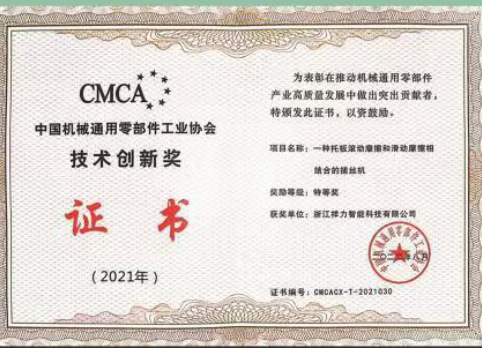 CMCA
中国机械通用零部件工业协会
技术创新奖
证书
(2021年)
为表彰在推动机械通用零部件
产业高质量发展中做出突出贡献者，
特颁发此证书，以资鼓励。
项目名称：一种托板滚动摩擦和滑动摩擦相
结合的搓丝机
奖励等级：特等奖
获奖单位：浙江祥力智能科技有限公司
证书编号：CMCACX-T-2021030